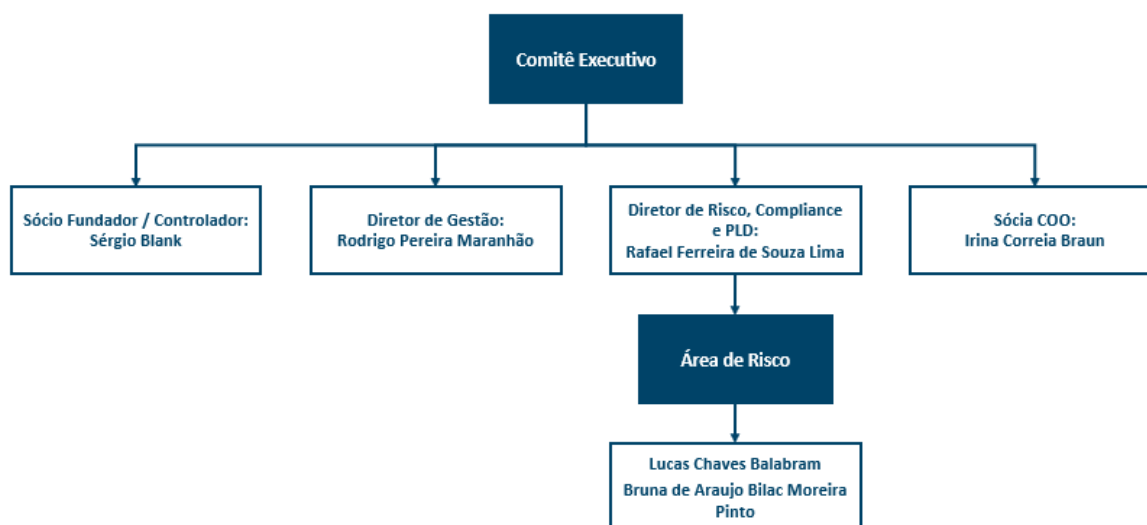 Comitê Executivo
Sócio Fundador / Controlador:
Sérgio Blank
Diretor de Gestão:
Rodrigo Pereira Maranhão
Diretor de Risco, Compliance
e PLD:
Rafael Ferreira de Souza Lima
Sócia COO:
Irina Correia Braun
Área de Risco
Lucas Chaves Balabram
Bruna de Araujo Bilac Moreira
Pinto